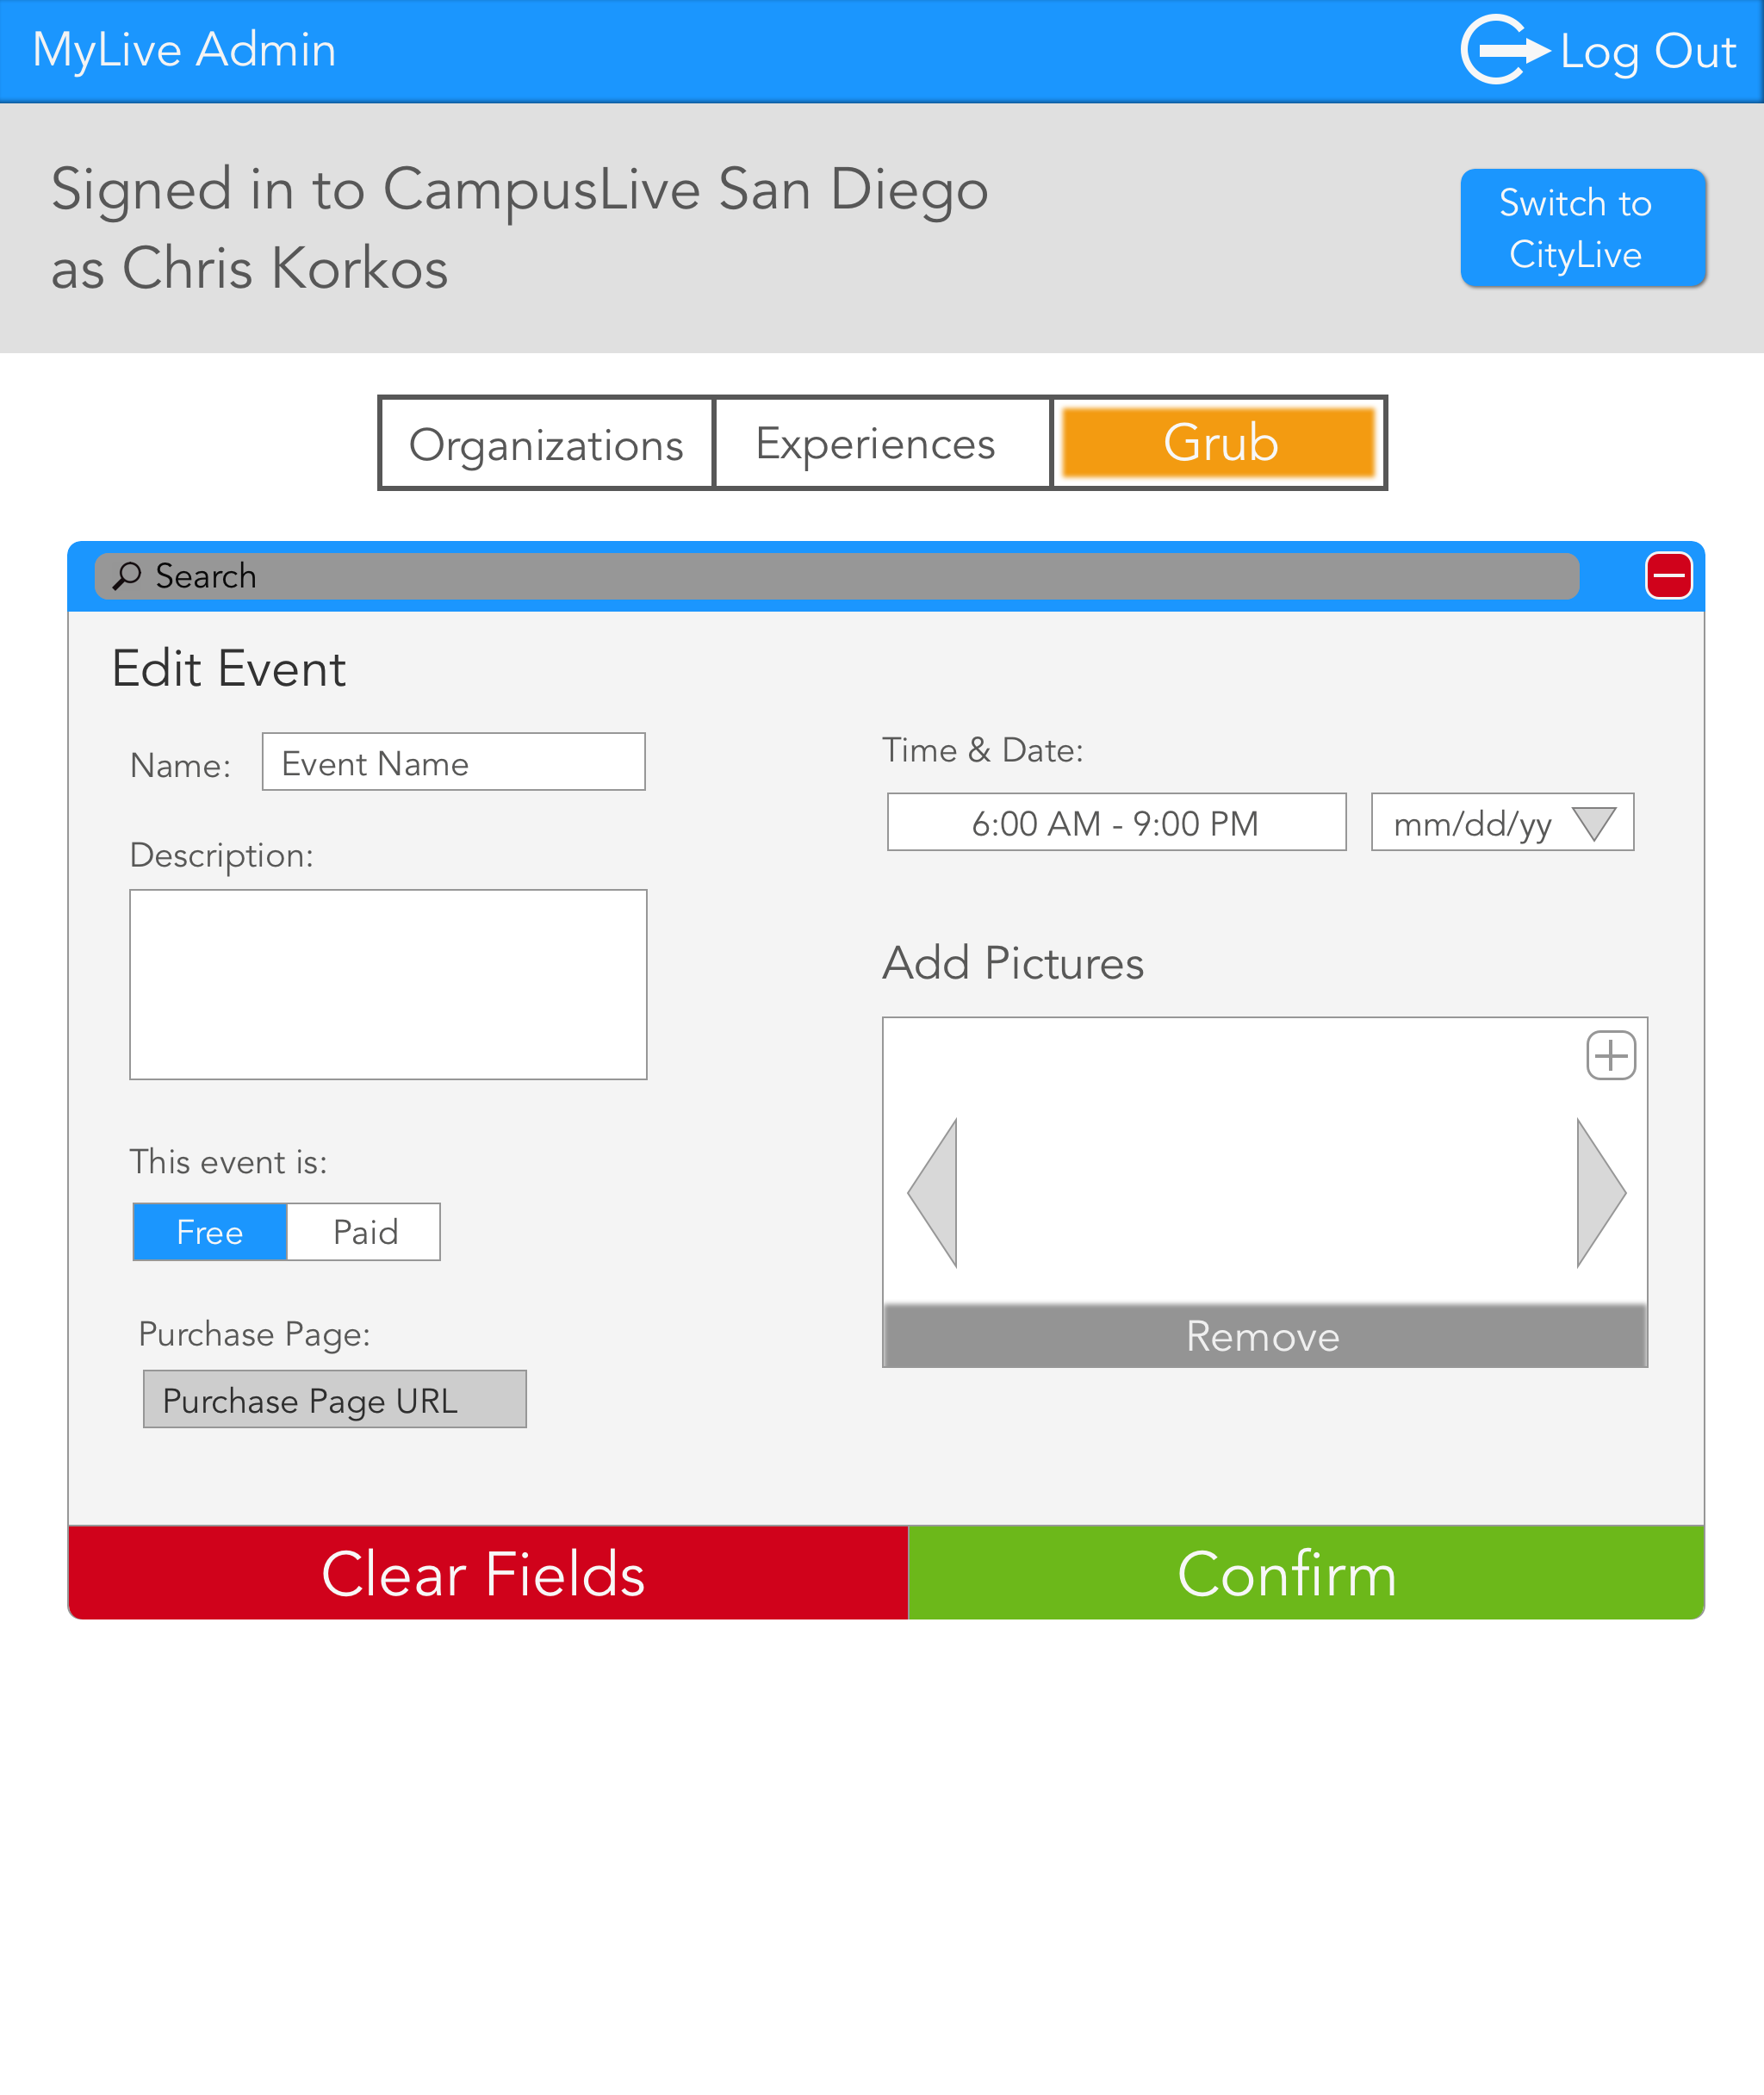 MyLive Admin
Log Out
Signed in to CampusLive San Diego
as Chris Korkos
Switch to
CityLive
Organizations
Experiences
Grub
Search
Edit Event
Name:
Event Name
Description:
This event is:
Free
Paid
Purchase Page:
Purchase Page URL
Time & Date:
6:00 AM - 9:00 PM
mm/dd/yy
Add Pictures
Remove
Clear Fields
Confirm